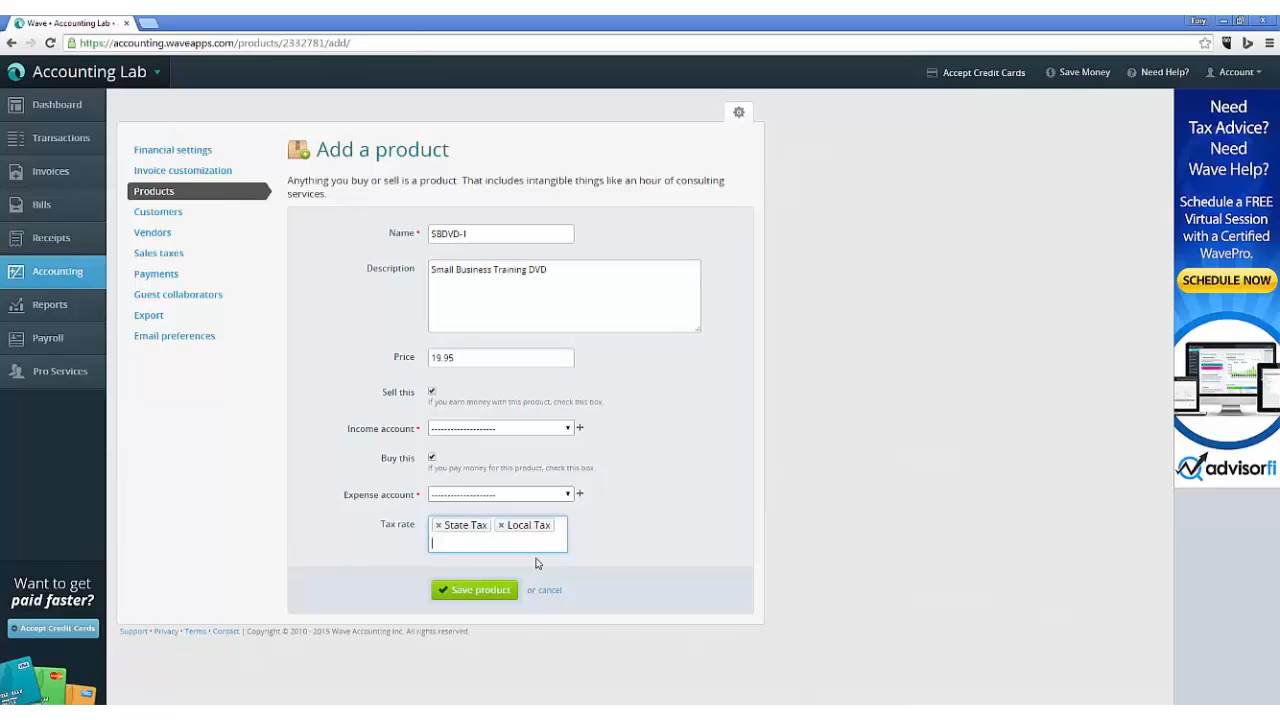 Wave • Accounting Lab •
Tory
https://accounting.waveapps.com/products/2332781/add/
Accounting Lab
Accept Credit Cards
Save Money
Need Help?
Account
Dashboard
Transactions
Invoices
Bills
Receipts
Accounting
Reports
Payroll
Pro Services
Want to get
paid faster?
Accept Credit Cards
Financial settings
Invoice customization
Products
Customers
Vendors
Sales taxes
Payments
Guest collaborators
Export
Email preferences
Add a product
Anything you buy or sell is a product. That includes intangible things like an hour of consulting
services.
Name * SBDVD-1
Description Small Business Training DVD
Price 19.95
Sell this
If you earn money with this product, check this box.
Income account * --------------------
Buy this
If you pay money for this product, check this box.
Expense account * --------------------
Tax rate × State Tax × Local Tax
Save product or cancel
Support • Privacy • Terms • Contact | Copyright © 2010 - 2015 Wave Accounting Inc. All rights reserved.
Need
Tax Advice?
Need
Wave Help?
Schedule a FREE
Virtual Session
with a Certified
WavePro.
SCHEDULE NOW
advisorfi